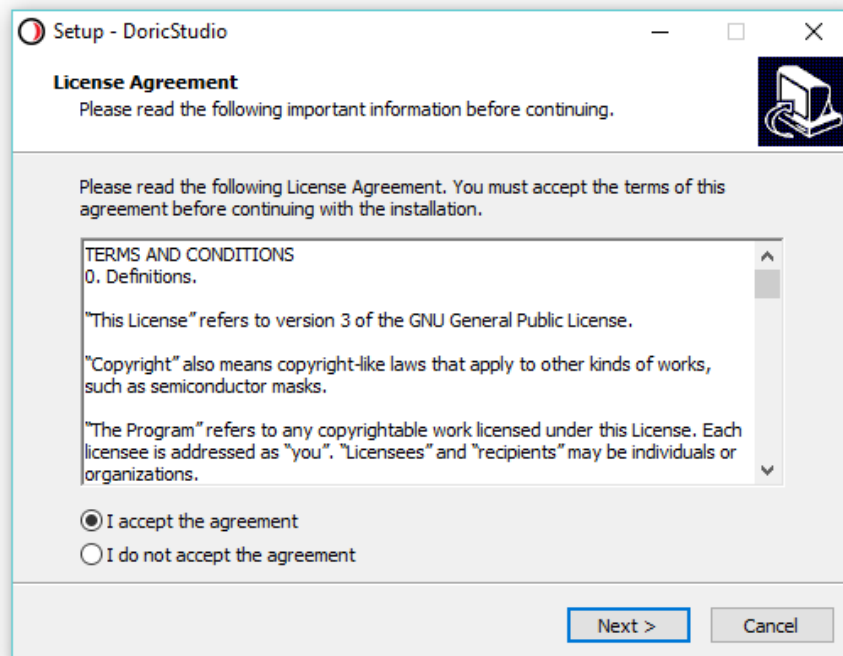 Setup - DoricStudio
License Agreement
Please read the following important information before continuing.
Please read the following License Agreement. You must accept the terms of this
agreement before continuing with the installation.
TERMS AND CONDITIONS
0. Definitions.
“This License” refers to version 3 of the GNU General Public License.
“Copyright” also means copyright-like laws that apply to other kinds of works,
such as semiconductor masks.
“The Program” refers to any copyrightable work licensed under this License. Each
licensee is addressed as “you”. “Licensees” and “recipients” may be individuals or
organizations.
I accept the agreement
I do not accept the agreement
Next >
Cancel